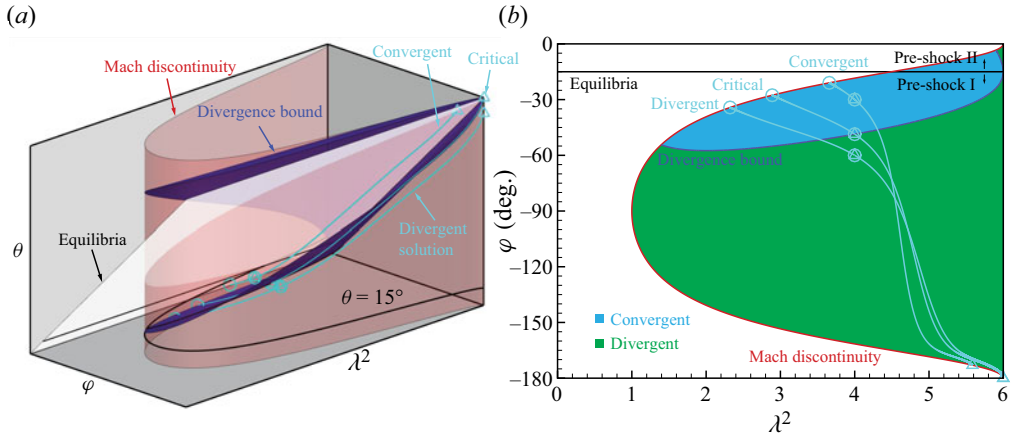 (a)
Mach discontinuity
Convergent
Critical
Divergence bound
Equilibria
Divergent
solution
θ
θ = 15°
φ
λ²
(b)
0
−30
−60
−90
−120
−150
−180
φ (deg.)
Convergent
Pre-shock II
Equilibria
Critical
Pre-shock I
Divergent
Divergence bound
Convergent
Divergent
Mach discontinuity
0
1
2
3
4
5
6
λ²